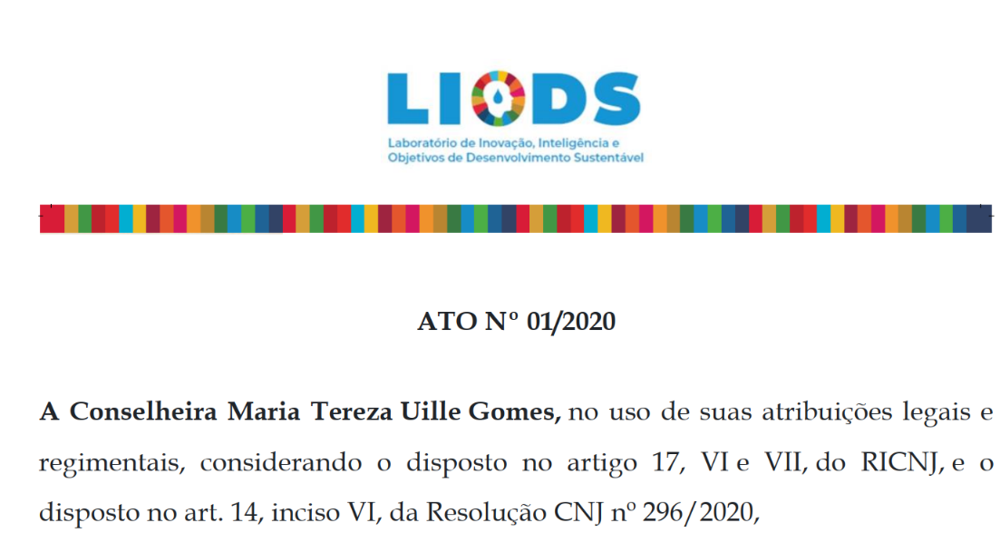 LIODS
Laboratório de Inovação, Inteligência e
Objetivos de Desenvolvimento Sustentável
ATO Nº 01/2020
A Conselheira Maria Tereza Uille Gomes, no uso de suas atribuições legais e
regimentais, considerando o disposto no artigo 17, VI e VII, do RICNJ, e o
disposto no art. 14, inciso VI, da Resolução CNJ nº 296/2020,